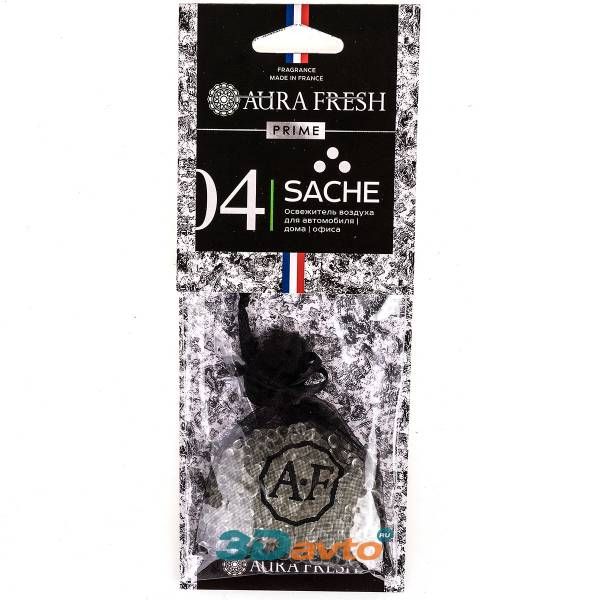 FRAGRANCE
MADE IN FRANCE
AURA FRESH
PRIME
04
SACHE
Освежитель воздуха
для автомобиля |
дома | офиса
A·F
3Davto
RU
AURA FRESH